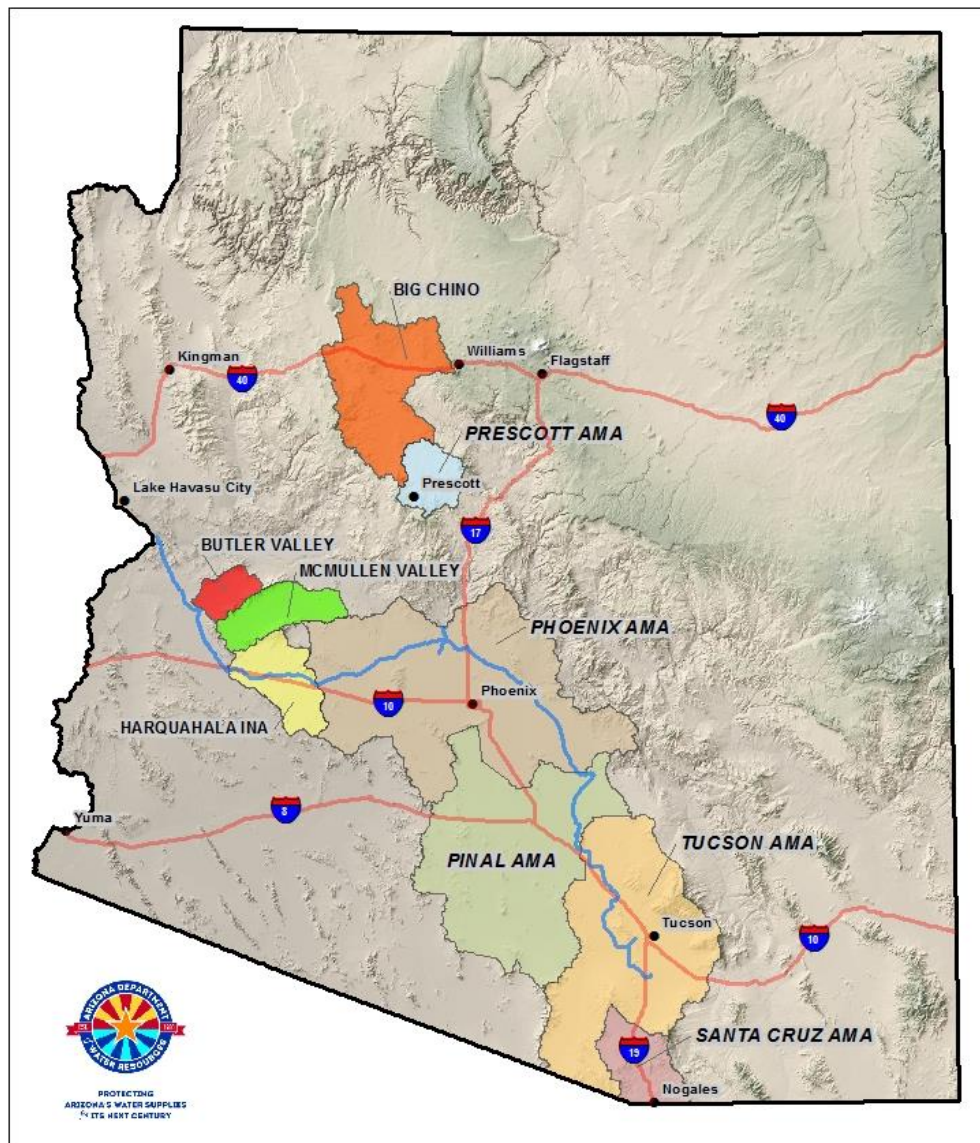 BIG CHINO
Kingman
Williams
Flagstaff
40
40
PRESCOTT AMA
Prescott
Lake Havasu City
17
BUTLER VALLEY
MCMULLEN VALLEY
PHOENIX AMA
Phoenix
10
HARQUAHALA INA
Yuma
8
TUCSON AMA
PINAL AMA
Tucson
10
SANTA CRUZ AMA
19
Nogales
ARIZONA DEPARTMENT
of WATER RESOURCES
PROTECTING
ARIZONA'S WATER SUPPLIES
for ITS NEXT CENTURY